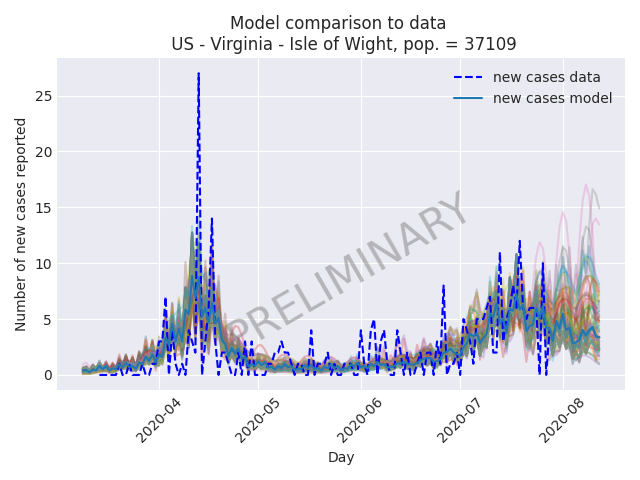 Model comparison to data
US - Virginia - Isle of Wight, pop. = 37109
new cases data
new cases model
PRELIMINARY
Number of new cases reported
25
20
15
10
5
0
2020-04
2020-05
2020-06
2020-07
2020-08
Day